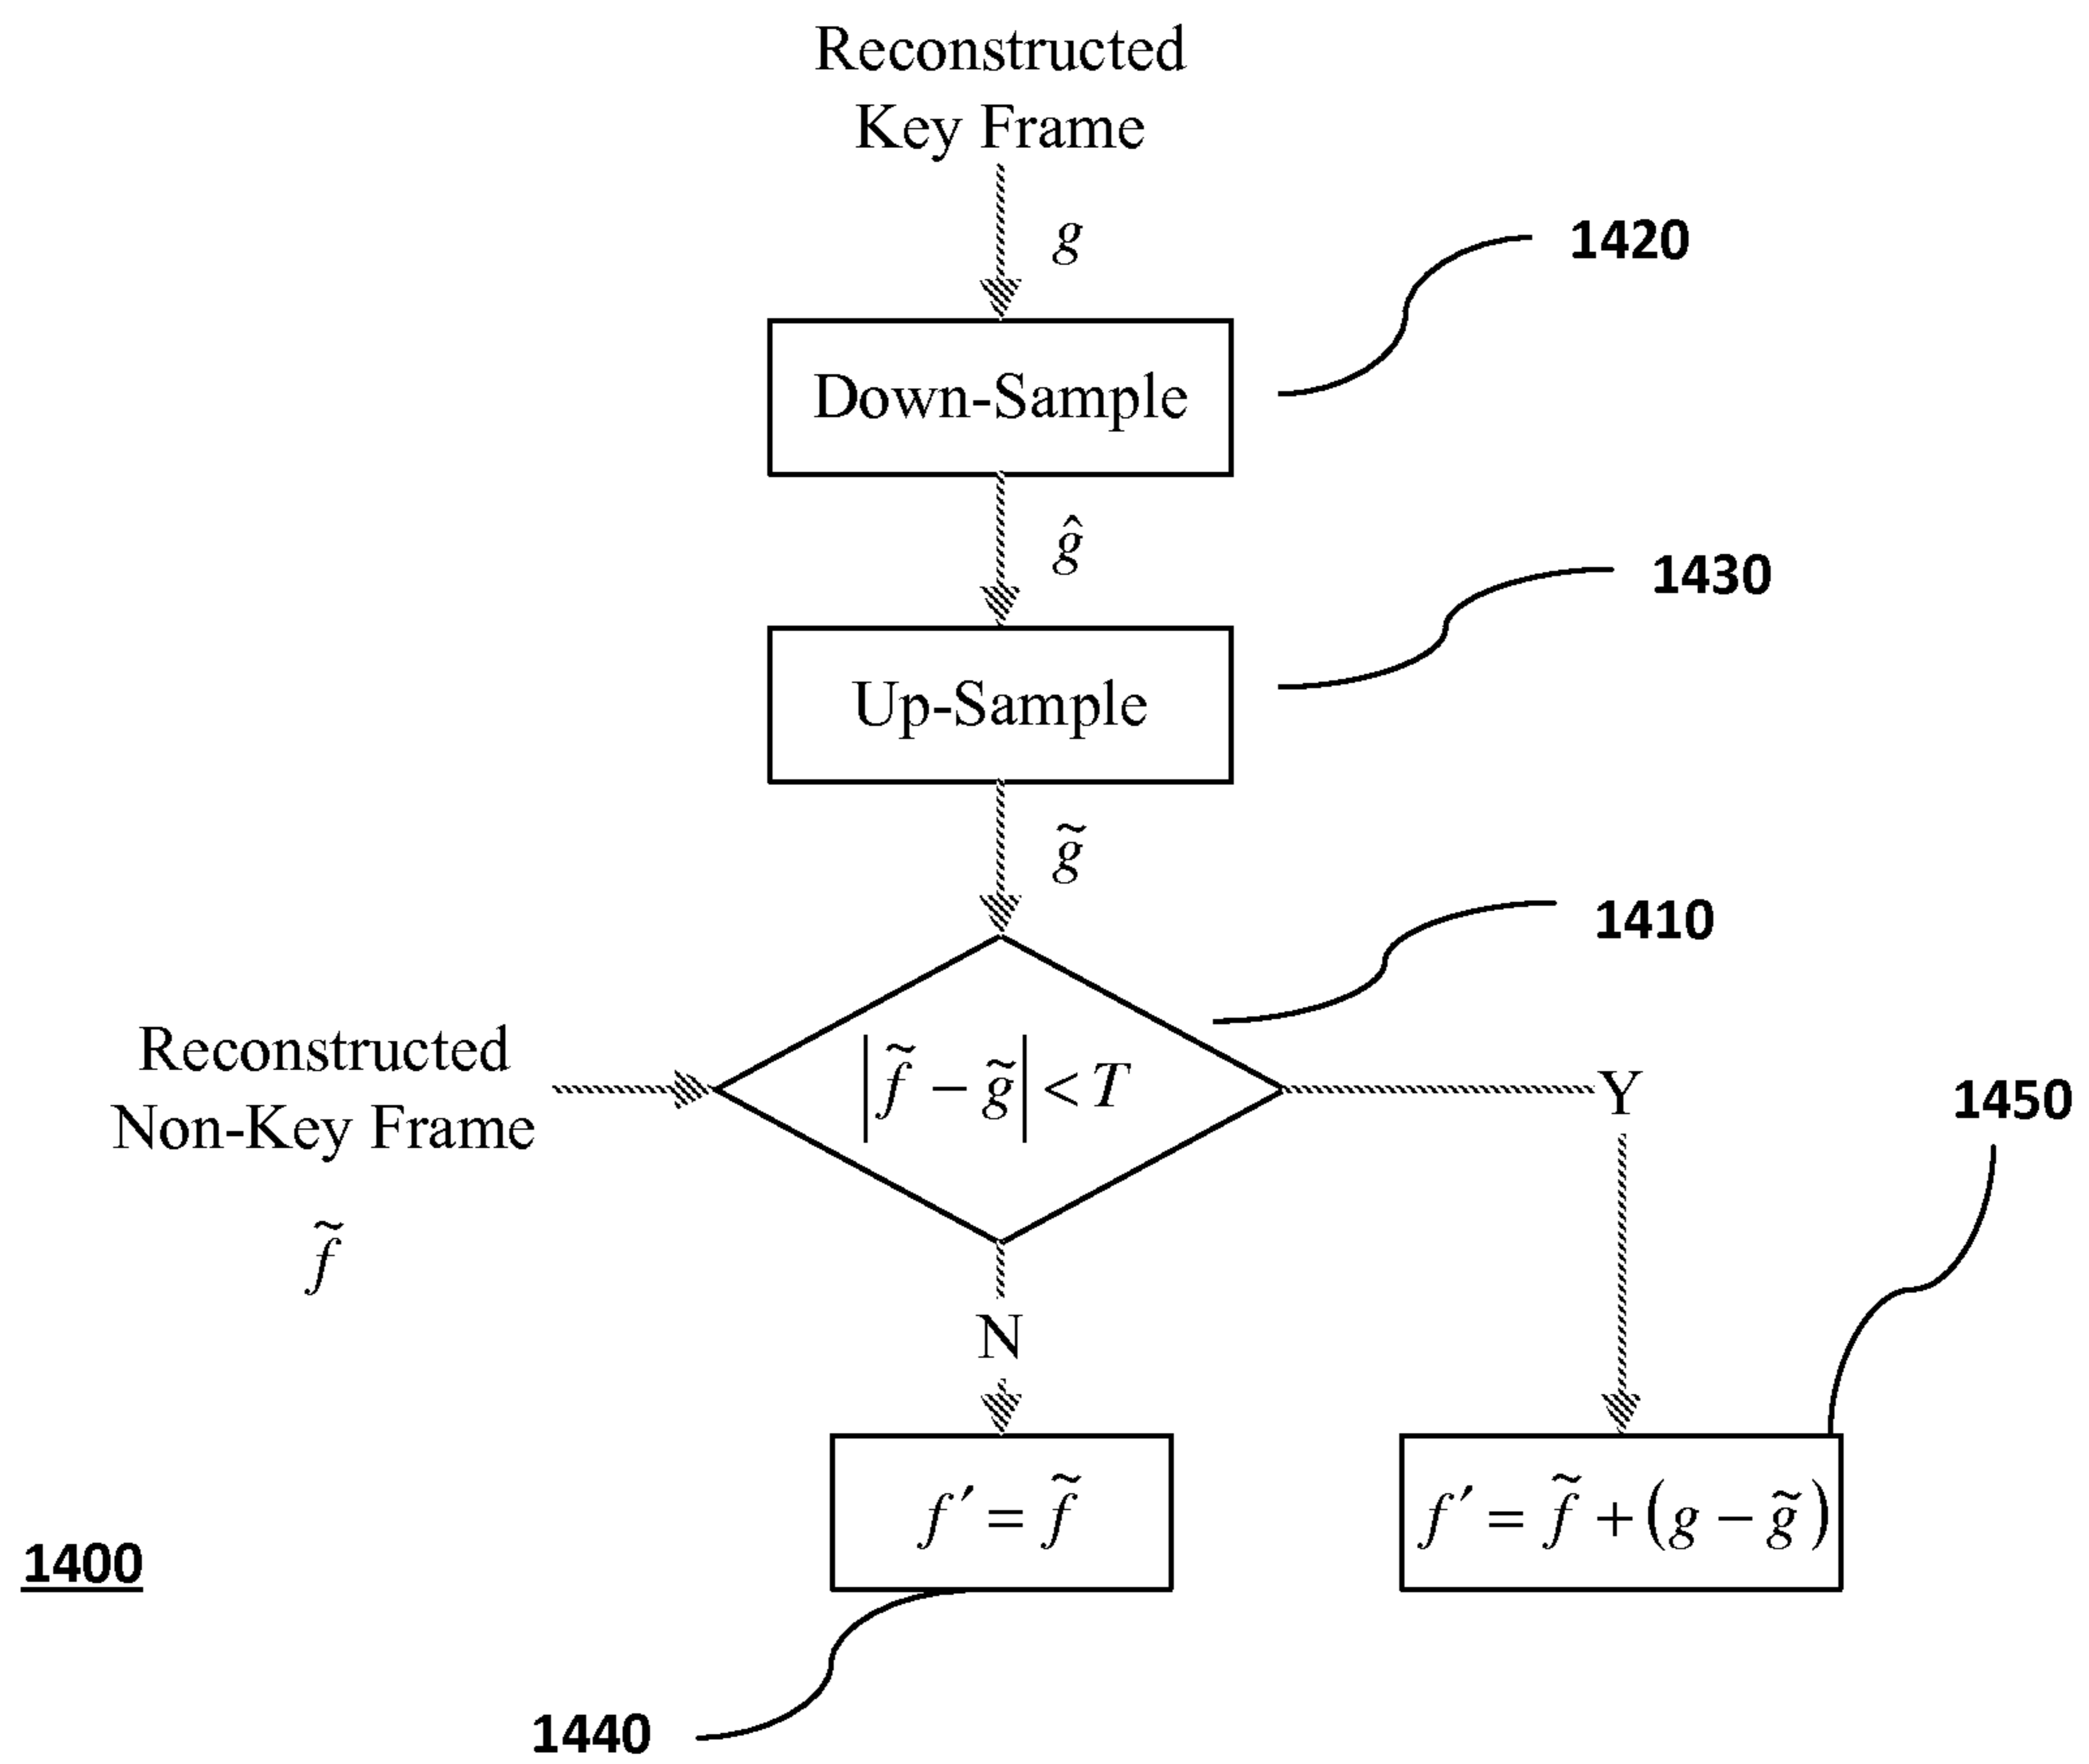 Reconstructed
Key Frame
g
1420
Down-Sample
ĝ
1430
Up-Sample
g̃
1410
Reconstructed
Non-Key Frame
f̃
|f̃ − g̃| < T
Y
1450
N
f′ = f̃
f′ = f̃ + (g − g̃)
1400
1440